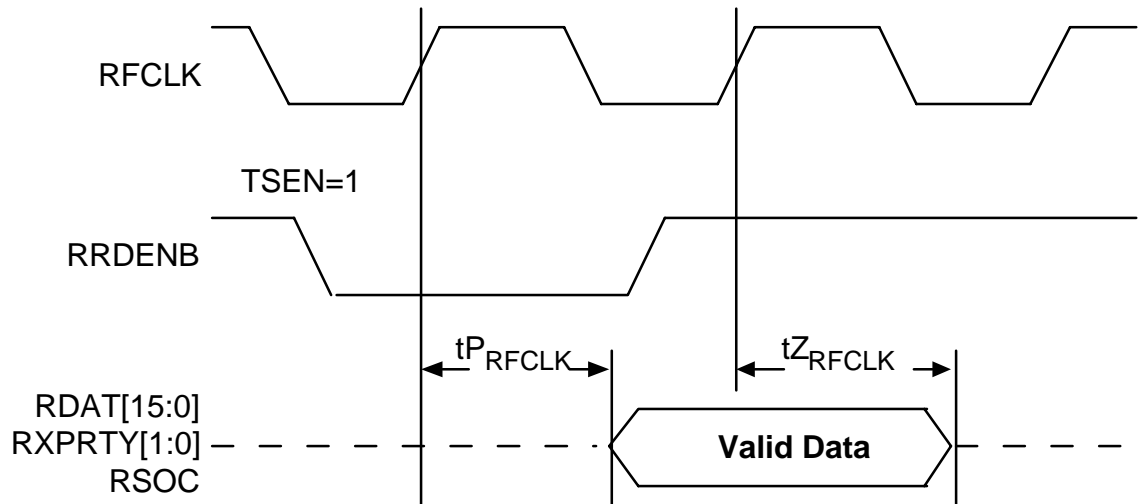 RFCLK
TSEN=1
RRDENB
tPRFCLK
tZRFCLK
RDAT[15:0]
RXPRTY[1:0]
RSOC
Valid Data